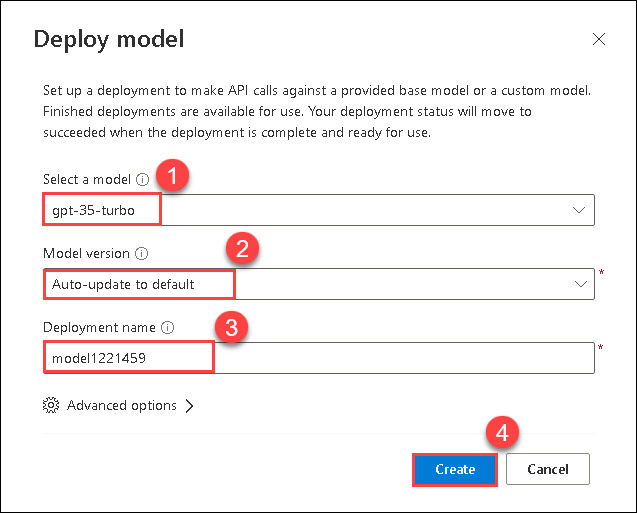 Deploy model
Set up a deployment to make API calls against a provided base model or a custom model.
Finished deployments are available for use. Your deployment status will move to
succeeded when the deployment is complete and ready for use.
Select a model
1
gpt-35-turbo
Model version
2
Auto-update to default
*
Deployment name
3
model1221459
*
Advanced options
4
Create Cancel